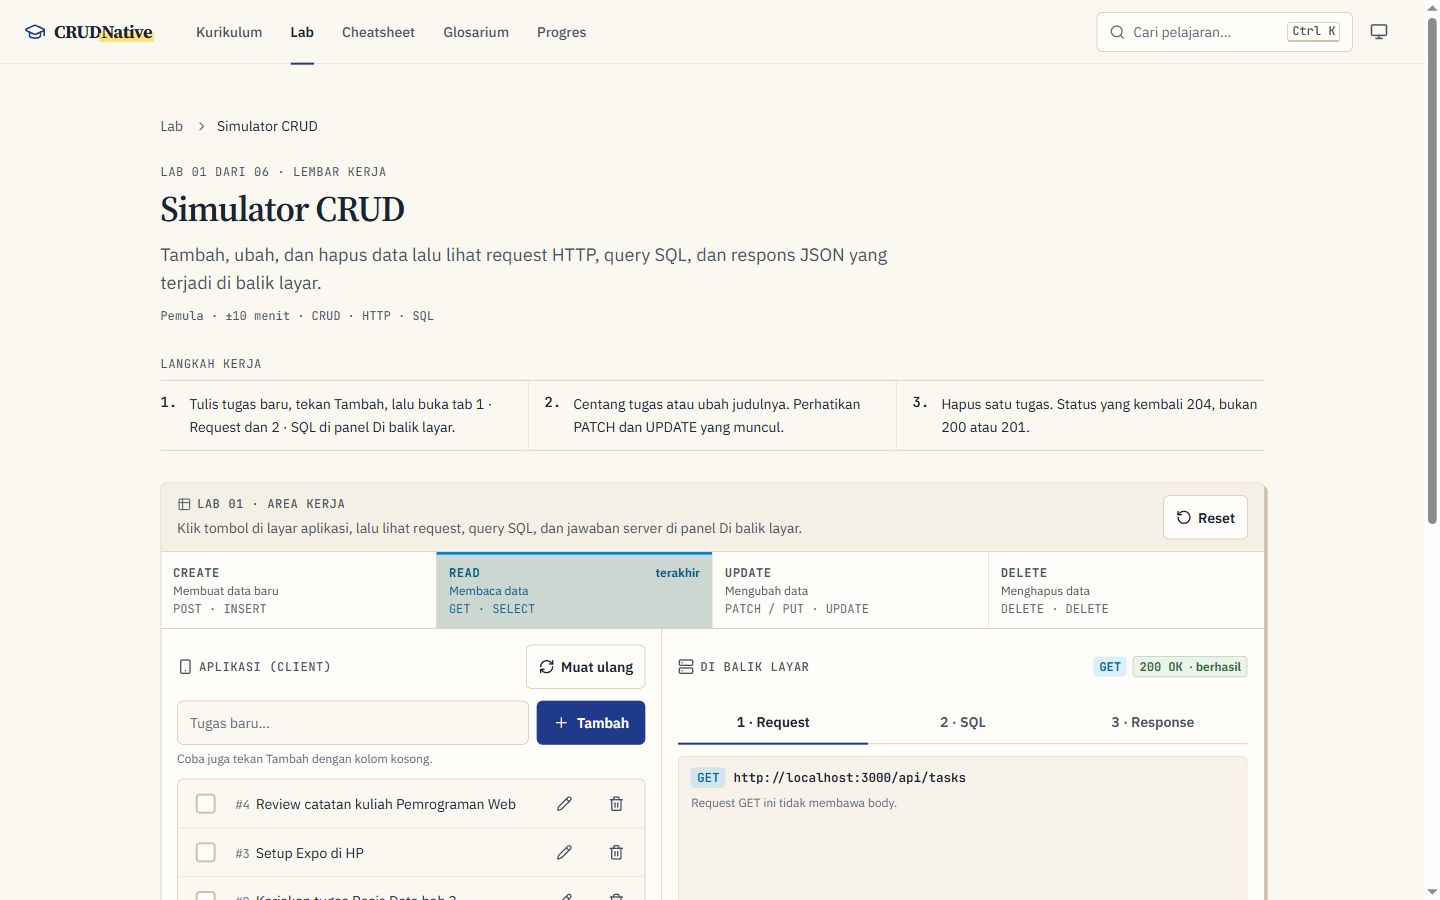 CRUDNative
Kurikulum
Lab
Cheatsheet
Glosarium
Progres
Cari pelajaran...
Ctrl K
Lab > Simulator CRUD
LAB 01 DARI 06 · LEMBAR KERJA
Simulator CRUD
Tambah, ubah, dan hapus data lalu lihat request HTTP, query SQL, dan respons JSON yang
terjadi di balik layar.
Pemula · ±10 menit · CRUD · HTTP · SQL
LANGKAH KERJA
1. Tulis tugas baru, tekan Tambah, lalu buka tab 1 ·
Request dan 2 · SQL di panel Di balik layar.
2. Centang tugas atau ubah judulnya. Perhatikan
PATCH dan UPDATE yang muncul.
3. Hapus satu tugas. Status yang kembali 204, bukan
200 atau 201.
LAB 01 · AREA KERJA
Klik tombol di layar aplikasi, lalu lihat request, query SQL, dan jawaban server di panel Di balik layar.
Reset
CREATE
Membuat data baru
POST · INSERT
READ terakhir
Membaca data
GET · SELECT
UPDATE
Mengubah data
PATCH / PUT · UPDATE
DELETE
Menghapus data
DELETE · DELETE
APLIKASI (CLIENT)
Muat ulang
Tugas baru...
+ Tambah
Coba juga tekan Tambah dengan kolom kosong.
#4 Review catatan kuliah Pemrograman Web
#3 Setup Expo di HP
DI BALIK LAYAR
GET
200 OK · berhasil
1 · Request
2 · SQL
3 · Response
GET http://localhost:3000/api/tasks
Request GET ini tidak membawa body.